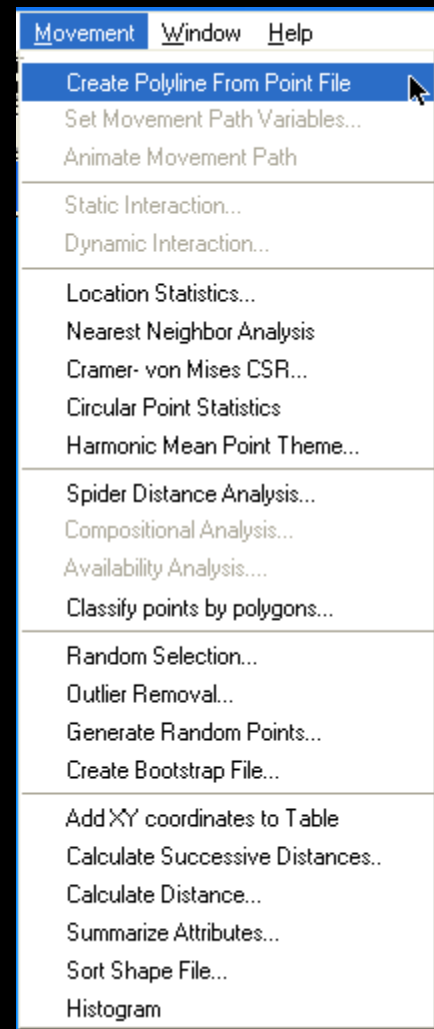 Movement Window Help
Create Polyline From Point File
Set Movement Path Variables...
Animate Movement Path
Static Interaction...
Dynamic Interaction...
Location Statistics...
Nearest Neighbor Analysis
Cramer- von Mises CSR...
Circular Point Statistics
Harmonic Mean Point Theme...
Spider Distance Analysis...
Compositional Analysis...
Availability Analysis....
Classify points by polygons...
Random Selection...
Outlier Removal...
Generate Random Points...
Create Bootstrap File...
Add XY coordinates to Table
Calculate Successive Distances..
Calculate Distance...
Summarize Attributes...
Sort Shape File...
Histogram